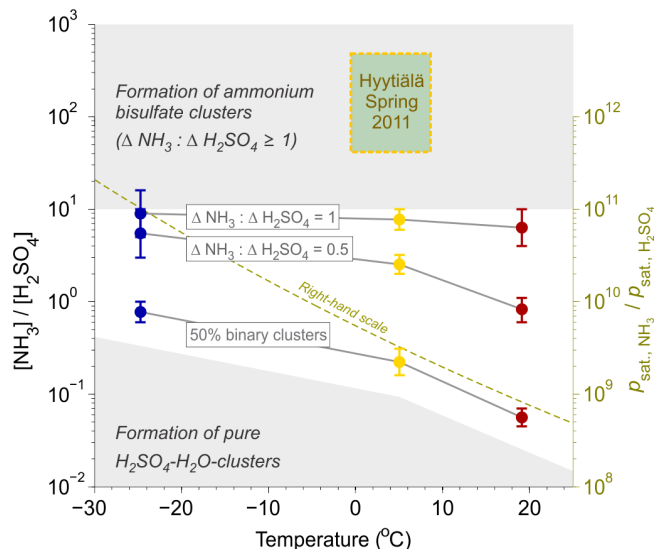 10³
10²
10¹
10⁰
10⁻¹
10⁻²
[NH₃] / [H₂SO₄]
Formation of ammonium
bisulfate clusters
(Δ NH₃ : Δ H₂SO₄ ≥ 1)
Hyytiälä
Spring
2011
Δ NH₃ : Δ H₂SO₄ = 1
Δ NH₃ : Δ H₂SO₄ = 0.5
Right-hand scale
50% binary clusters
Formation of pure
H₂SO₄-H₂O-clusters
10¹²
10¹¹
10¹⁰
10⁹
10⁸
p sat., NH₃ / p sat., H₂SO₄
−30 −20 −10 0 10 20
Temperature (°C)